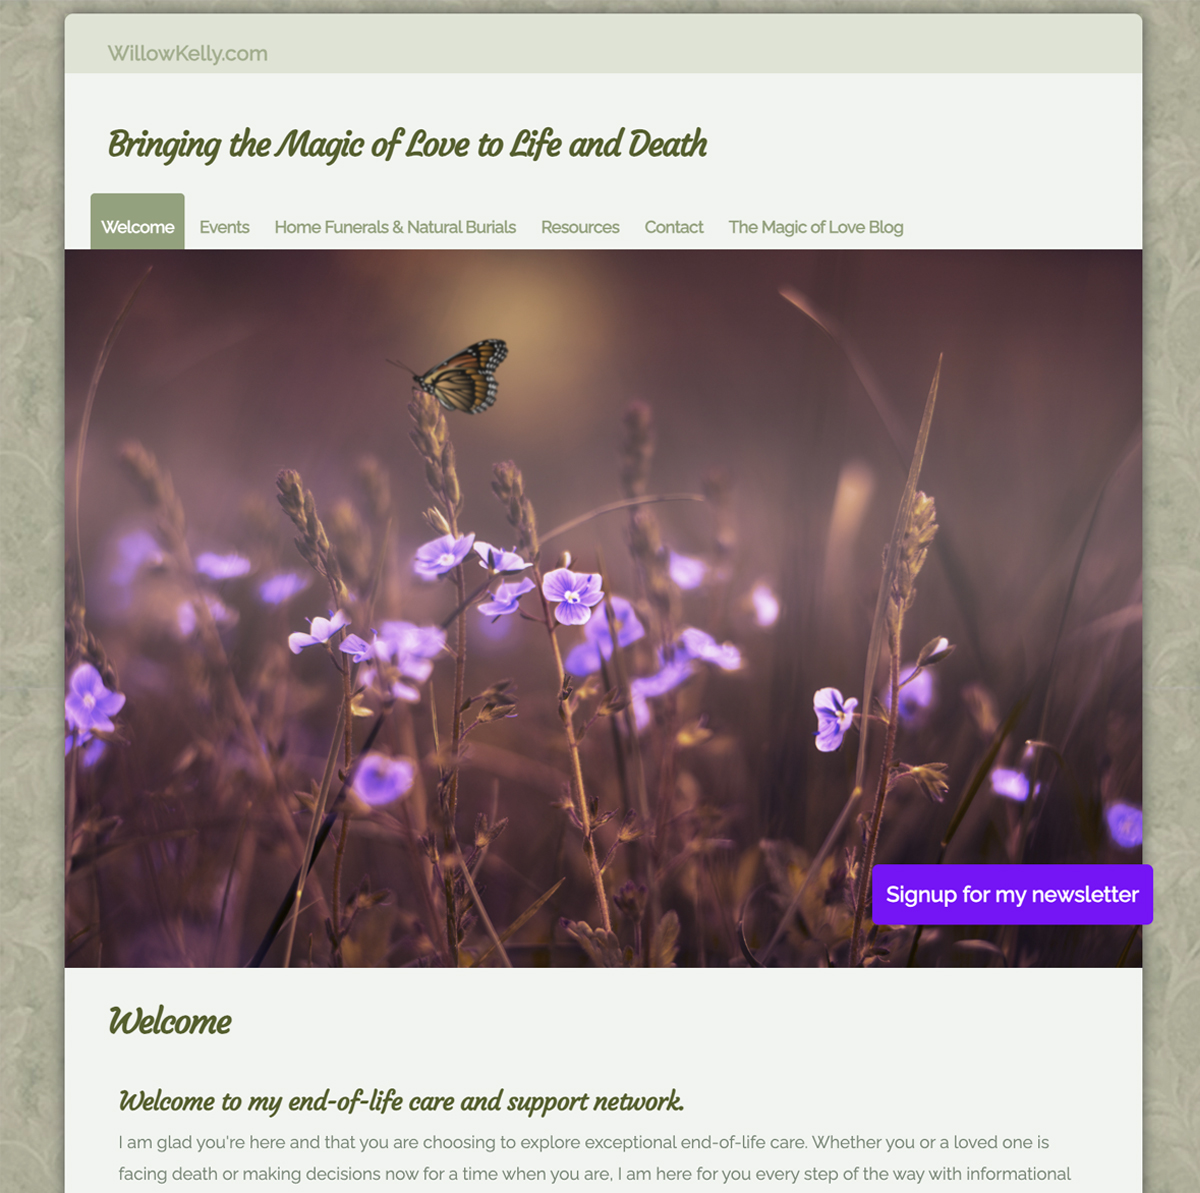 WillowKelly.com
Bringing the Magic of Love to Life and Death
Welcome Events Home Funerals & Natural Burials Resources Contact The Magic of Love Blog
Signup for my newsletter
Welcome
Welcome to my end-of-life care and support network.
I am glad you're here and that you are choosing to explore exceptional end-of-life care. Whether you or a loved one is
facing death or making decisions now for a time when you are, I am here for you every step of the way with informational